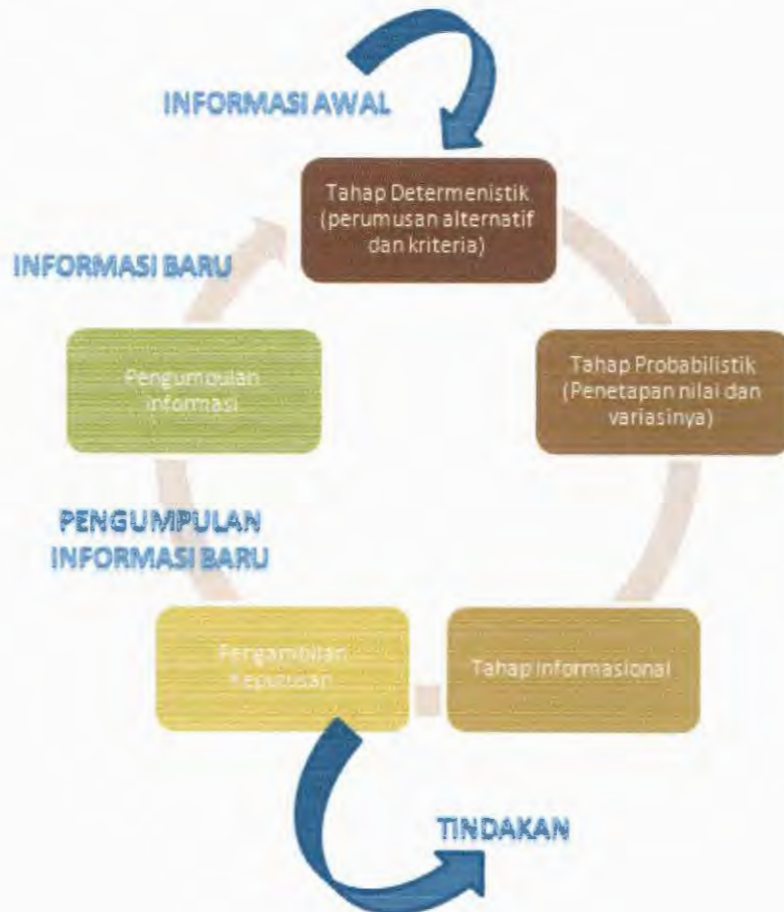 INFORMASI AWAL
Tahap Determenistik
(perumusan alternatif
dan kriteria)
INFORMASI BARU
Pengumpulan
informasi
Tahap Probabilistik
(Penetapan nilai dan
variasinya)
PENGUMPULAN
INFORMASI BARU
Pengambilan
Keputusan
Tahap Informasional
TINDAKAN